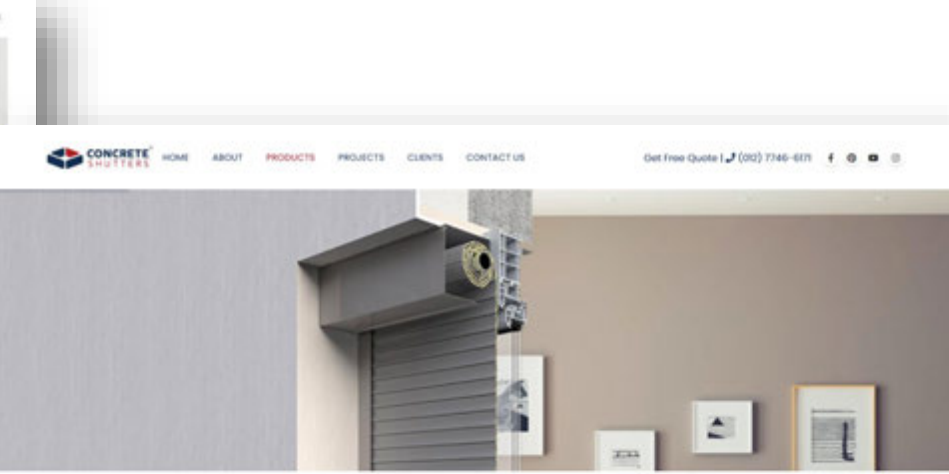 CONCRETE
SHUTTERS
HOME ABOUT PRODUCTS PROJECTS CLIENTS CONTACT US Get Free Quote | (012) 7746-6171